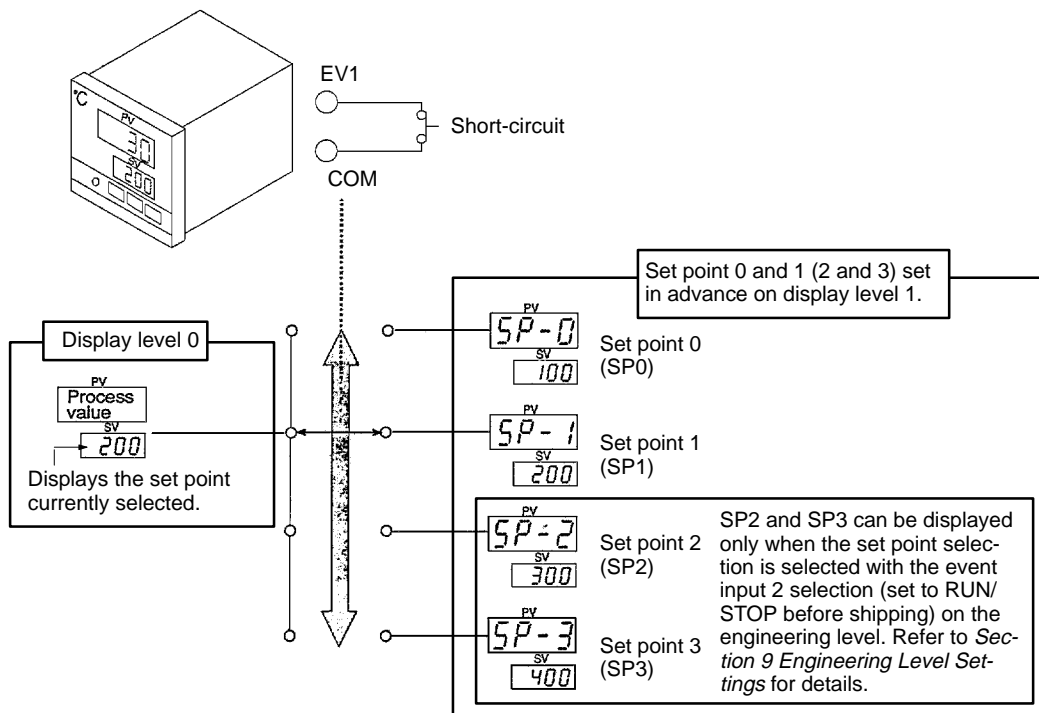 EV1
Short-circuit
COM
°C
PV
30
SV
200
Set point 0 and 1 (2 and 3) set
in advance on display level 1.
Display level 0
PV
Process
value
SV
200
Displays the set point
currently selected.
PV
SP-0
SV
100
Set point 0
(SP0)
PV
SP-1
SV
200
Set point 1
(SP1)
PV
SP-2
SV
300
Set point 2
(SP2)
PV
SP-3
SV
400
Set point 3
(SP3)
SP2 and SP3 can be displayed
only when the set point selec-
tion is selected with the event
input 2 selection (set to RUN/
STOP before shipping) on the
engineering level. Refer to Sec-
tion 9 Engineering Level Set-
tings for details.